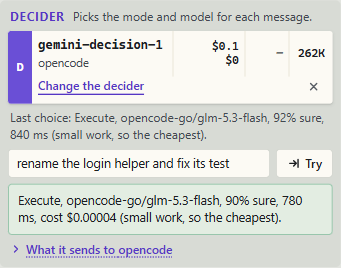 DECIDER Picks the mode and model for each message.
D
gemini-decision-1 $0.1 – 262K
opencode $0
Change the decider ×
Last choice: Execute, opencode-go/glm-5.3-flash, 92% sure,
840 ms (small work, so the cheapest).
rename the login helper and fix its test Try
Execute, opencode-go/glm-5.3-flash, 90% sure, 780
ms, cost $0.00004 (small work, so the cheapest).
What it sends to opencode